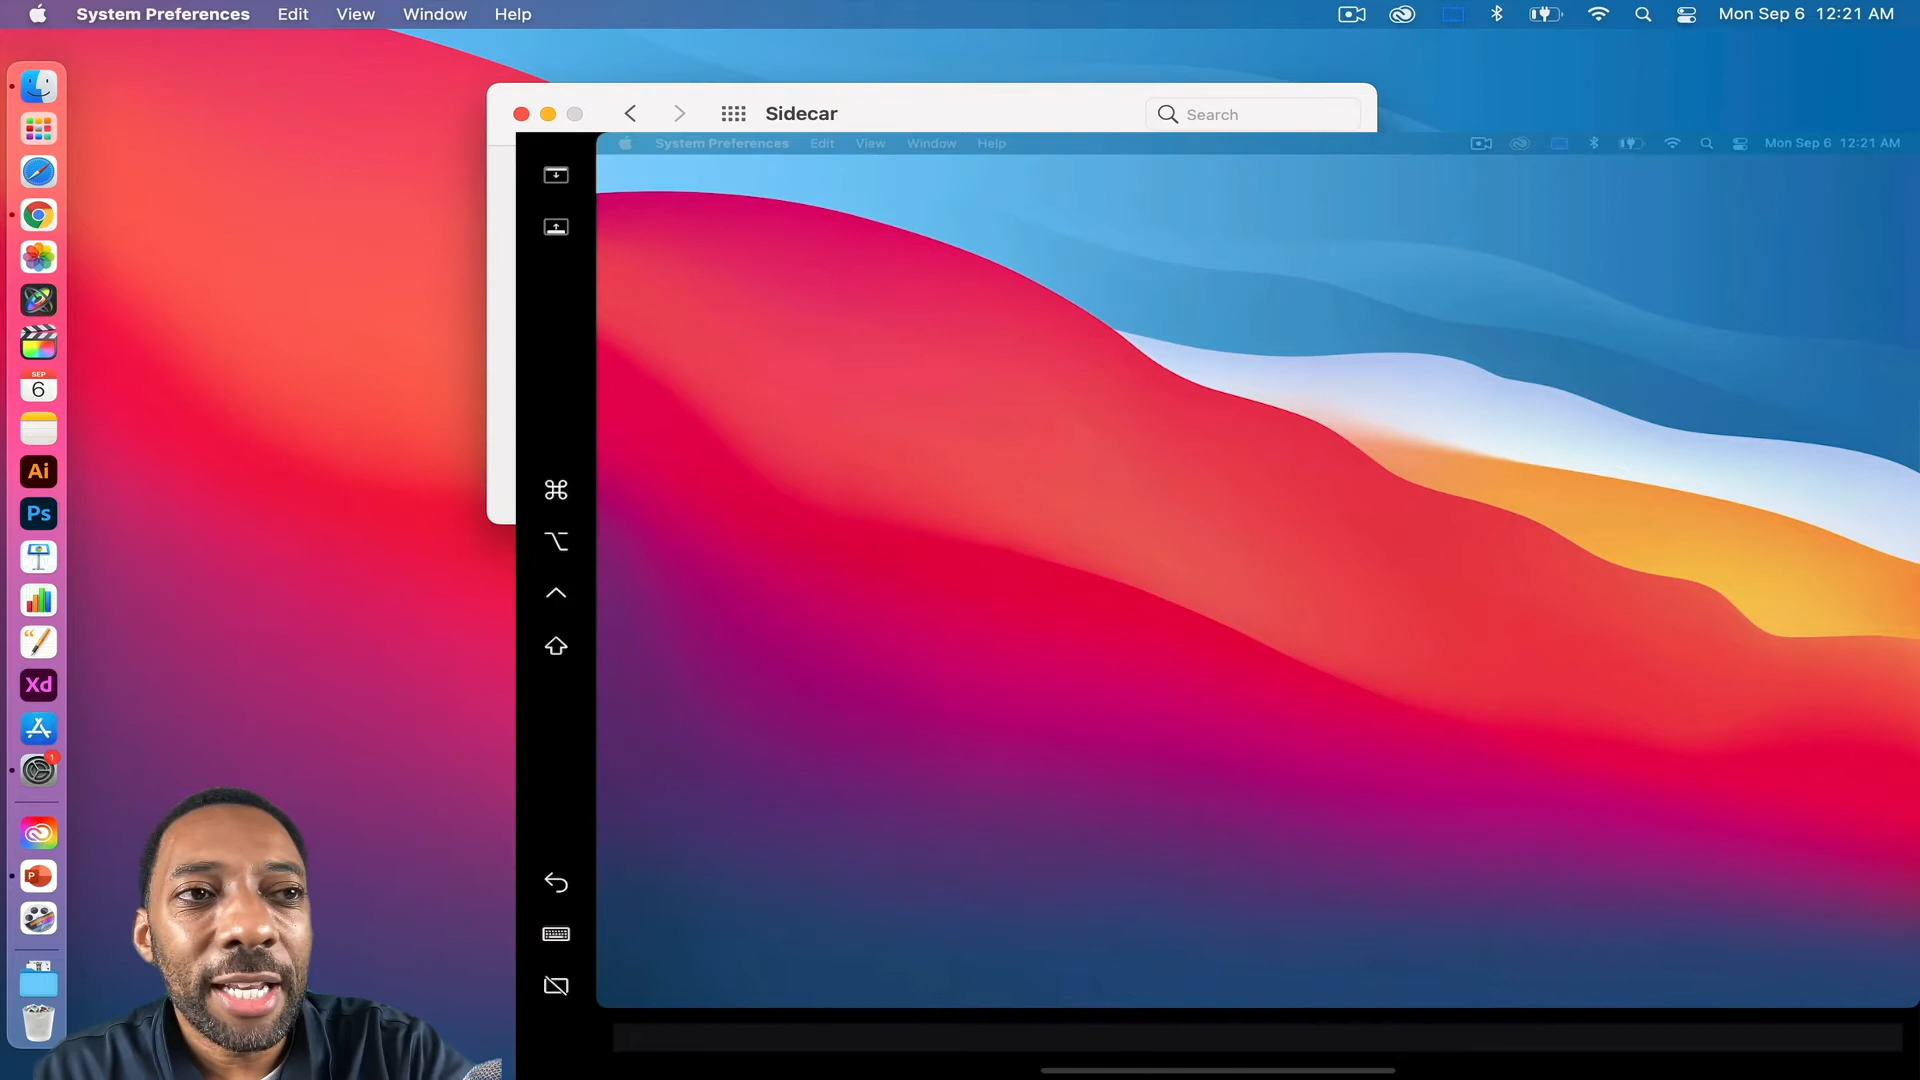 System Preferences Edit View Window Help Mon Sep 6 12:21 AM
Sidecar Search
System Preferences Edit View Window Help Mon Sep 6 12:21 AM
SEP
6
Ai
Ps
Xd
1
P